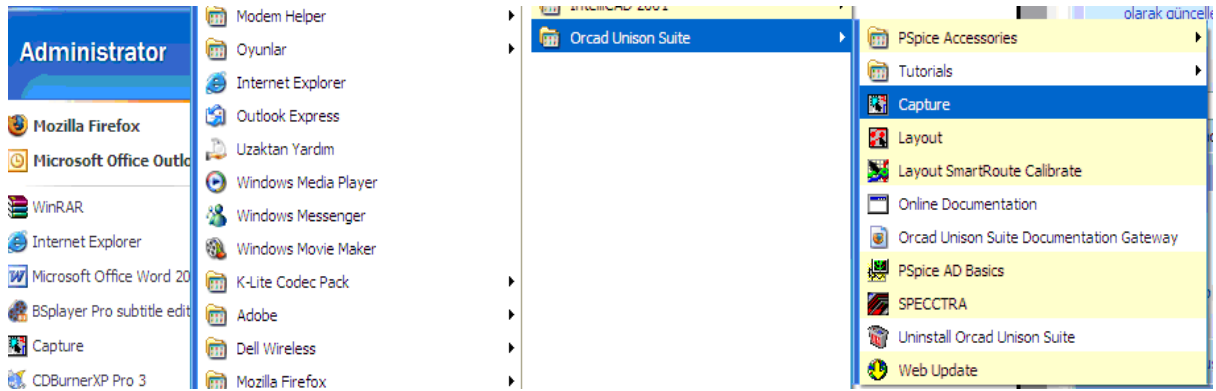 Administrator
Mozilla Firefox
Microsoft Office Outlo
WinRAR
Internet Explorer
Microsoft Office Word 20
BSplayer Pro subtitle edit
Capture
CDBurnerXP Pro 3
Modem Helper
Oyunlar
Internet Explorer
Outlook Express
Uzaktan Yardım
Windows Media Player
Windows Messenger
Windows Movie Maker
K-Lite Codec Pack
Adobe
Dell Wireless
Mozilla Firefox
IntelliCAD 2001
Orcad Unison Suite
PSpice Accessories
Tutorials
Capture
Layout
Layout SmartRoute Calibrate
Online Documentation
Orcad Unison Suite Documentation Gateway
PSpice AD Basics
SPECCTRA
Uninstall Orcad Unison Suite
Web Update
olarak güncelle